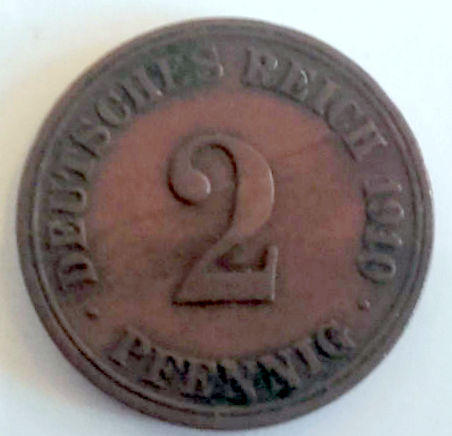 DEUTSCHES REICH 1910
2
PFENNIG